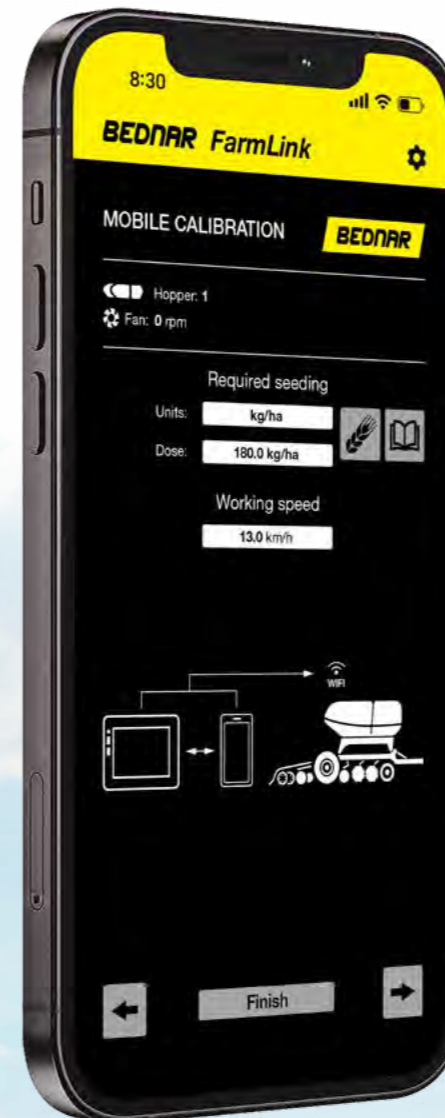 8:30
BEDNAR FarmLink
MOBILE CALIBRATION
BEDNAR
Hopper: 1
Fan: 0 rpm
Required seeding
Units: kg/ha
Dose: 180.0 kg/ha
Working speed
13,0 km/h
WIFI
Finish